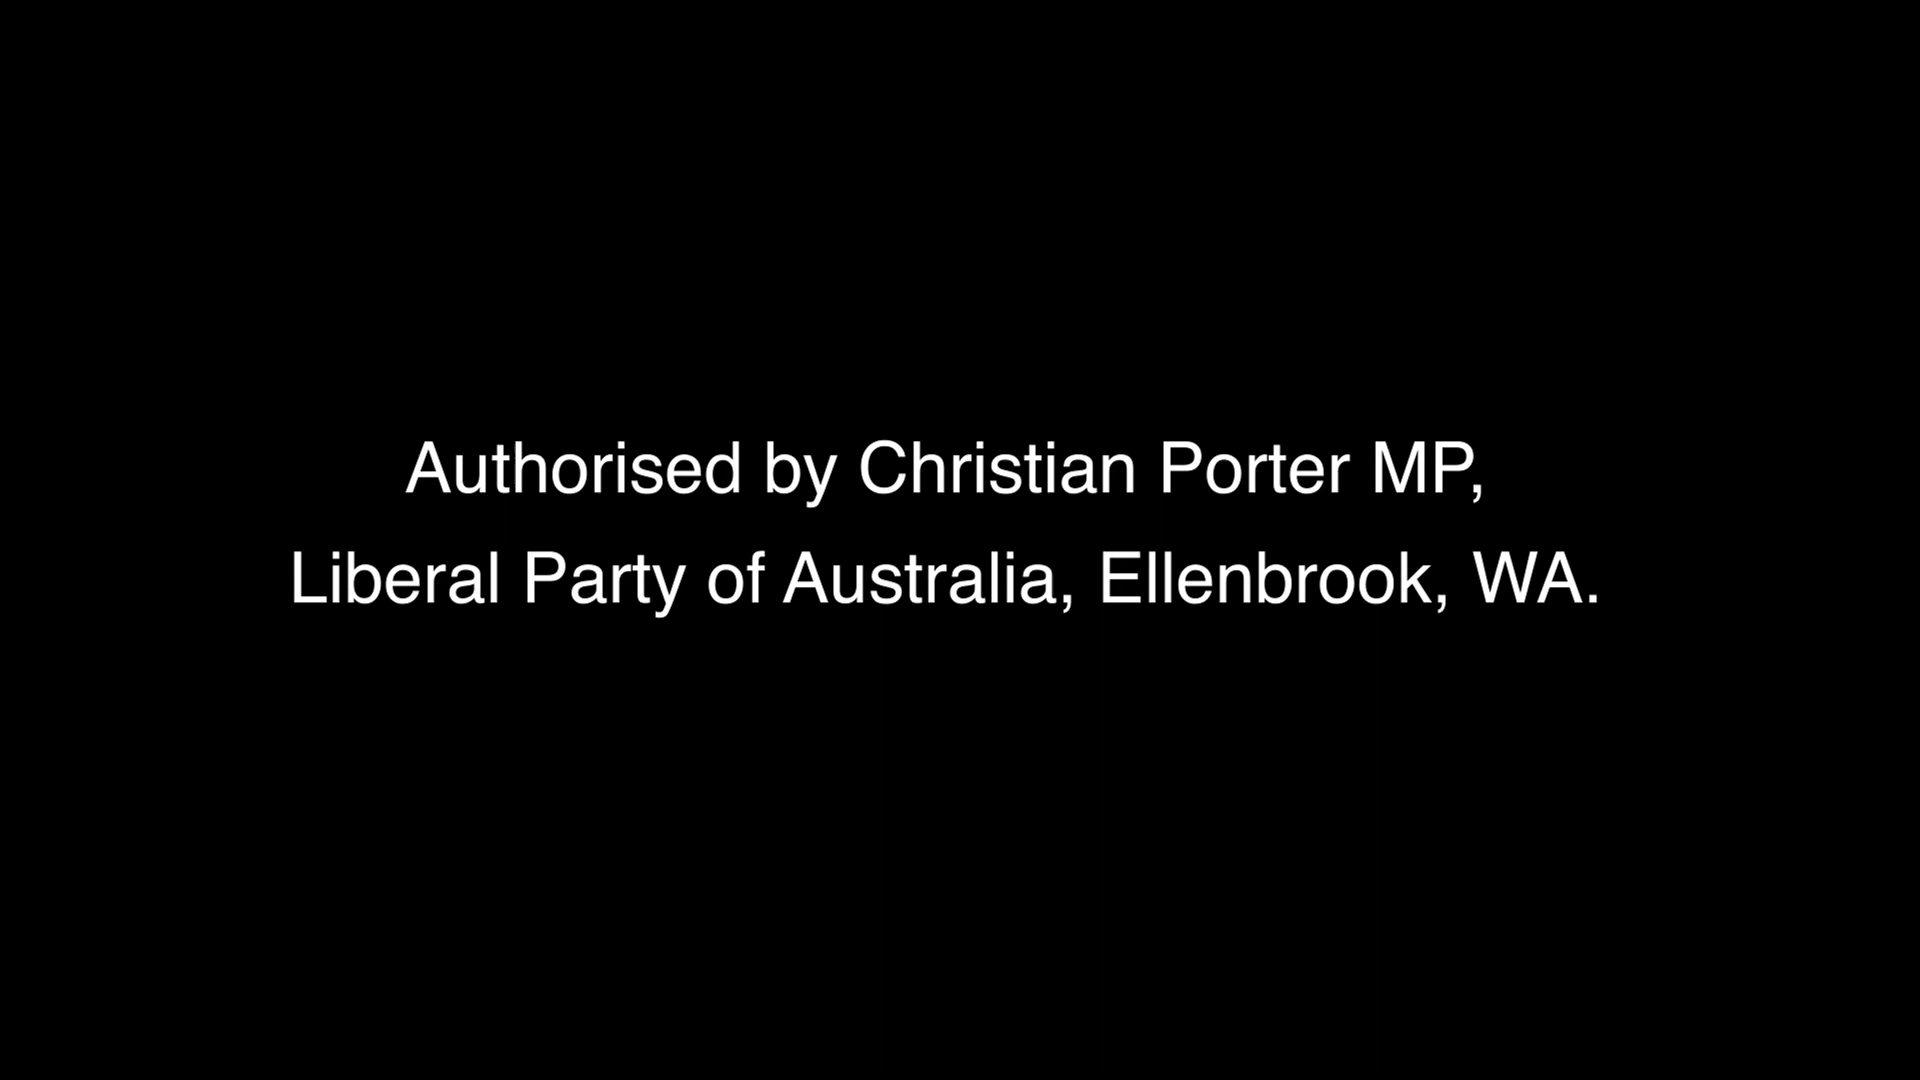 Authorised by Christian Porter MP,
Liberal Party of Australia, Ellenbrook, WA.